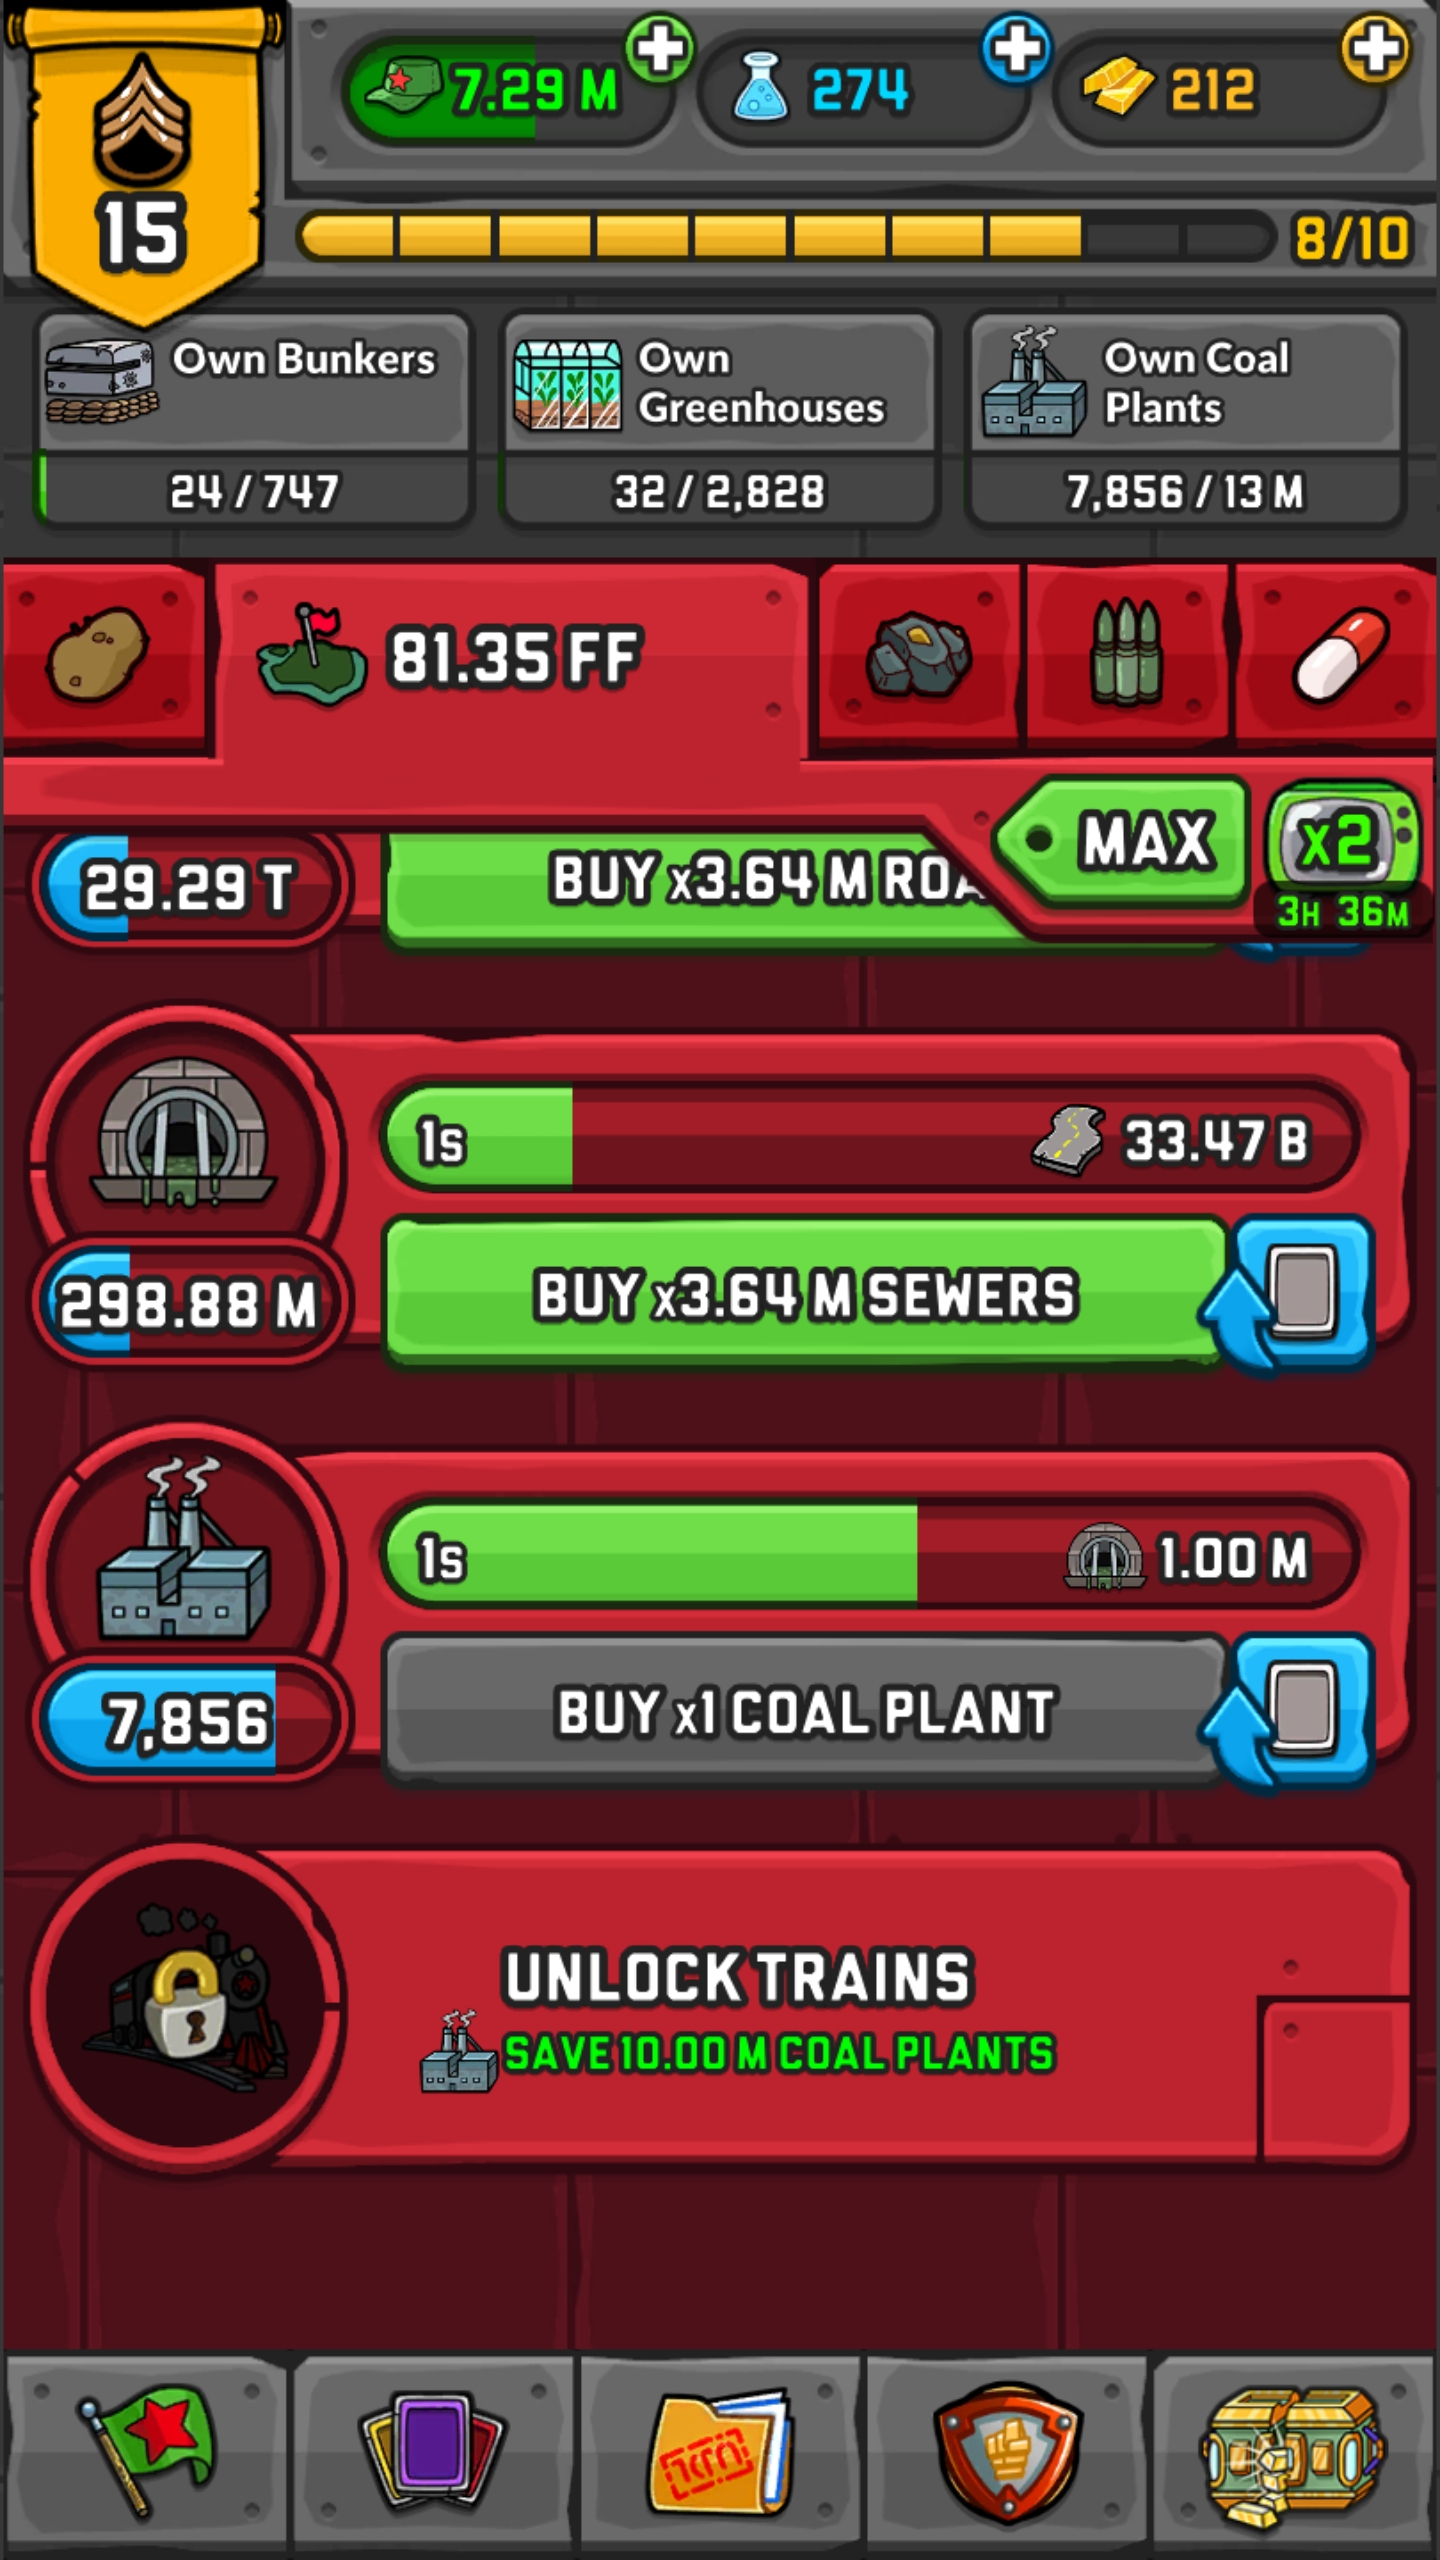 7.29 M
274
212
15
8/10
Own Bunkers
24 / 747
Own
Greenhouses
32 / 2,828
Own Coal
Plants
7,856 / 13 M
81.35 FF
MAX
x2
3H 36M
29.29 T
BUY x3.64 M ROA
1s
33.47 B
298.88 M
BUY x3.64 M SEWERS
1s
1.00 M
7,856
BUY x1 COAL PLANT
UNLOCK TRAINS
SAVE 10.00 M COAL PLANTS